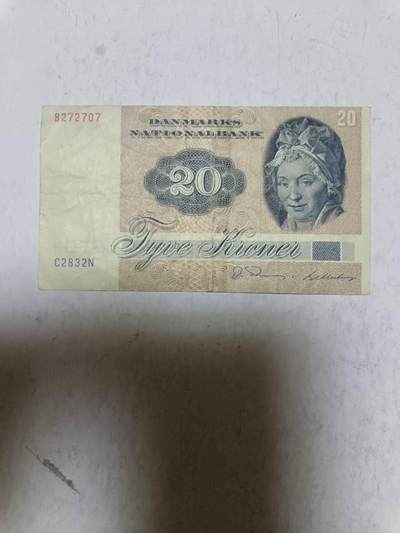 8272707
DANMARKS
NATIONALBANK
20
20
Tyve Kroner
C2832N